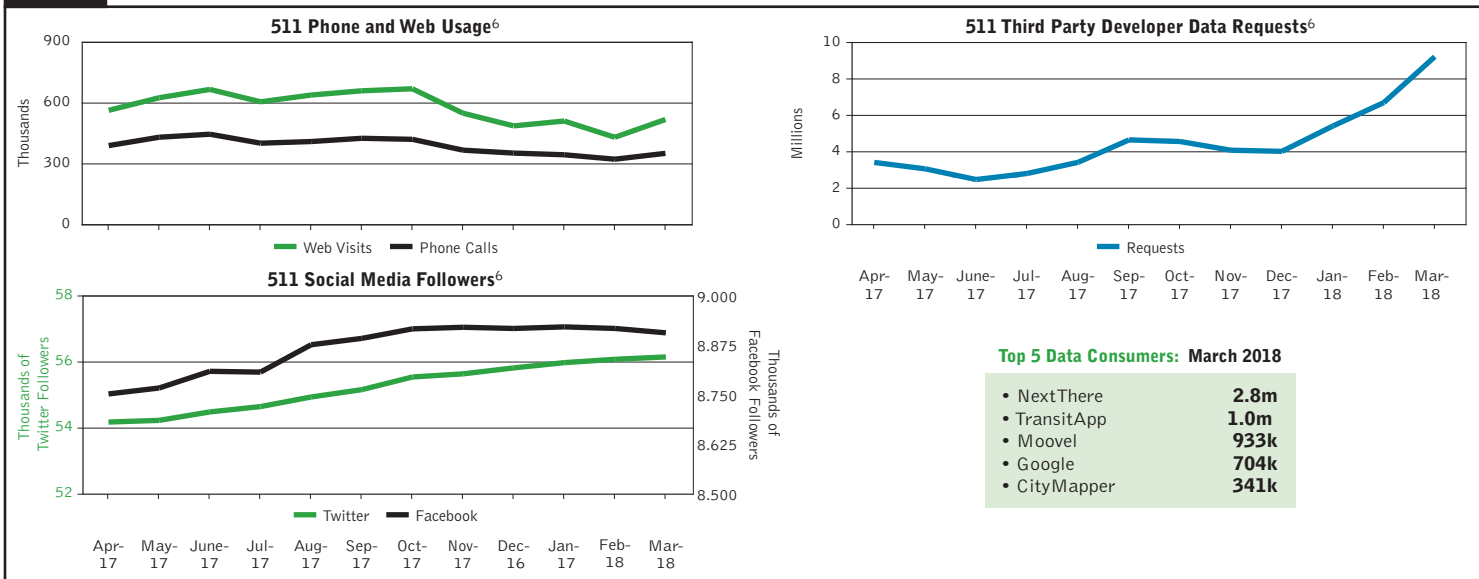 511 Phone and Web Usage6
900
600
300
0
Thousands
Web Visits Phone Calls
511 Social Media Followers6
58
56
54
52
Thousands of
Twitter Followers
9.000
8.875
8.750
8.625
8.500
Thousands of
Facebook Followers
Twitter Facebook
Apr-17 May-17 June-17 Jul-17 Aug-17 Sep-17 Oct-17 Nov-17 Dec-16 Jan-17 Feb-18 Mar-18
511 Third Party Developer Data Requests6
10
8
6
4
2
0
Millions
Requests
Apr-17 May-17 June-17 Jul-17 Aug-17 Sep-17 Oct-17 Nov-17 Dec-17 Jan-18 Feb-18 Mar-18
Top 5 Data Consumers: March 2018
• NextThere 2.8m
• TransitApp 1.0m
• Moovel 933k
• Google 704k
• CityMapper 341k